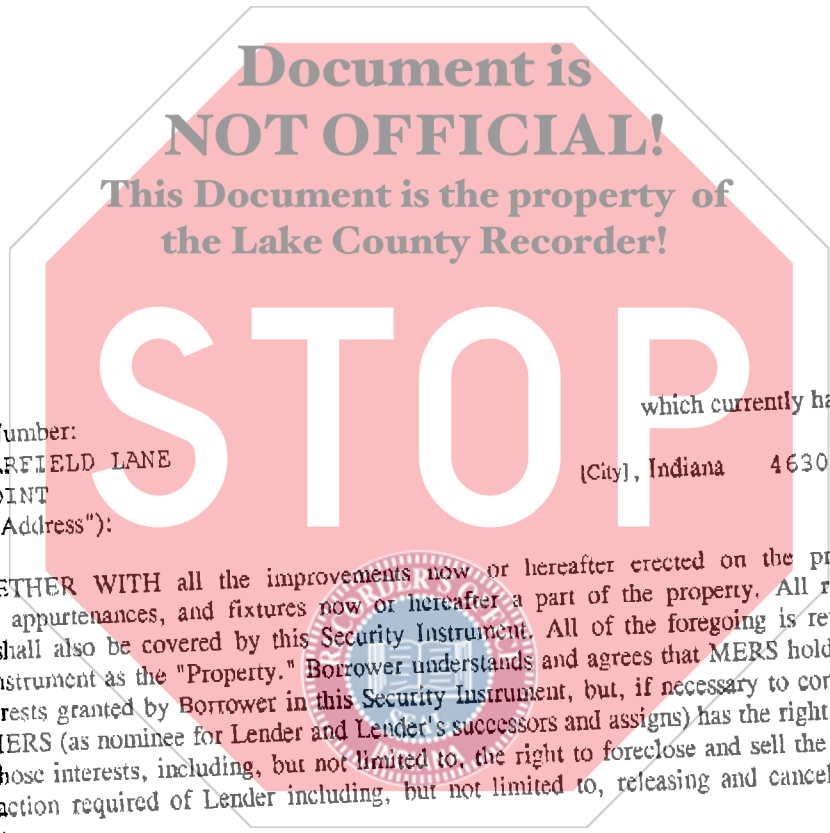 Document is
NOT OFFICIAL!
This Document is the property of
the Lake County Recorder!
STOP
which currently ha
umber:
RFIELD LANE
[City], Indiana 4630
INT
Address"):
ETHER WITH all the improvements now or hereafter erected on the pr
appurtenances, and fixtures now or hereafter a part of the property. All r
shall also be covered by this Security Instrument. All of the foregoing is re
nstrument as the "Property." Borrower understands and agrees that MERS hold
rests granted by Borrower in this Security Instrument, but, if necessary to co
ERS (as nominee for Lender and Lender's successors and assigns) has the right
hose interests, including, but not limited to, the right to foreclose and sell the
action required of Lender including, but not limited to, releasing and cancel